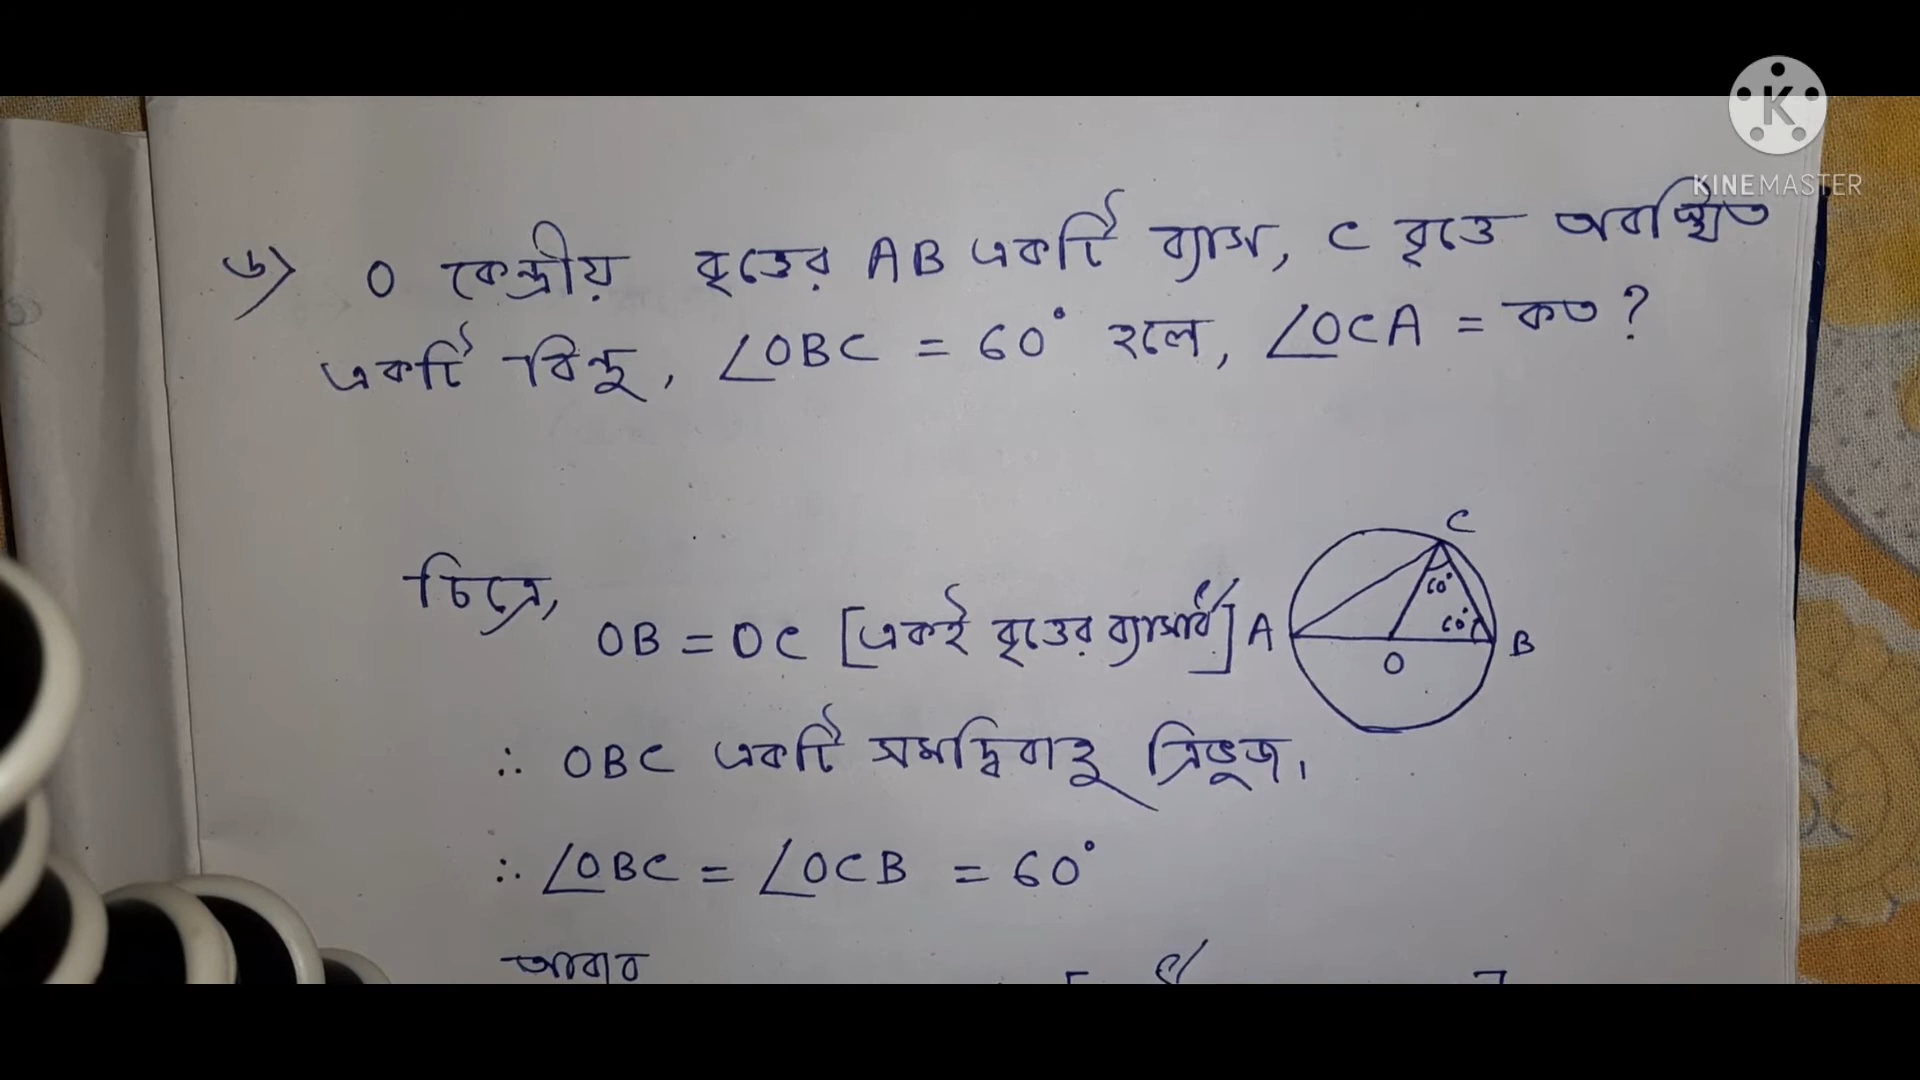 KINEMASTER
৬) O কেন্দ্রীয় বৃত্তের AB একটি ব্যাস, C বৃত্তে অবস্থিত
একটি বিন্দু, ∠OBC = 60° হলে, ∠OCA = কত?
চিত্রে,
OB = OC [একই বৃত্তের ব্যাসার্ধ]
C
60°
60°
A
B
O
∴ OBC একটি সমদ্বিবাহু ত্রিভুজ।
∴ ∠OBC = ∠OCB = 60°
আবার